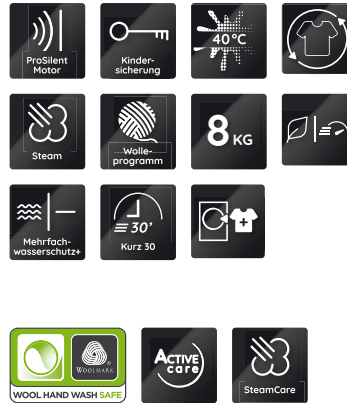 ProSilent
Motor
Kinder-
sicherung
40°C
Steam
Wolle-
programm
8 KG
Mehrfach-
wasserschutz+
30'
Kurz 30
WOOLMARK
WOOL HAND WASH SAFE
ACTIVE
care
SteamCare